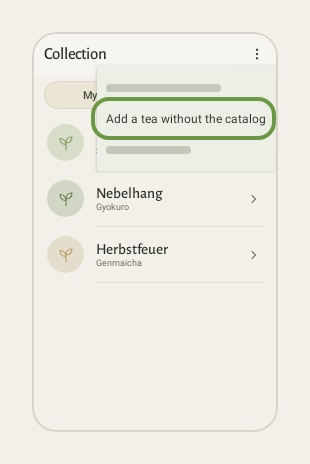 Collection
My
Add a tea without the catalog
Nebelhang
Gyokuro
Herbstfeuer
Genmaicha